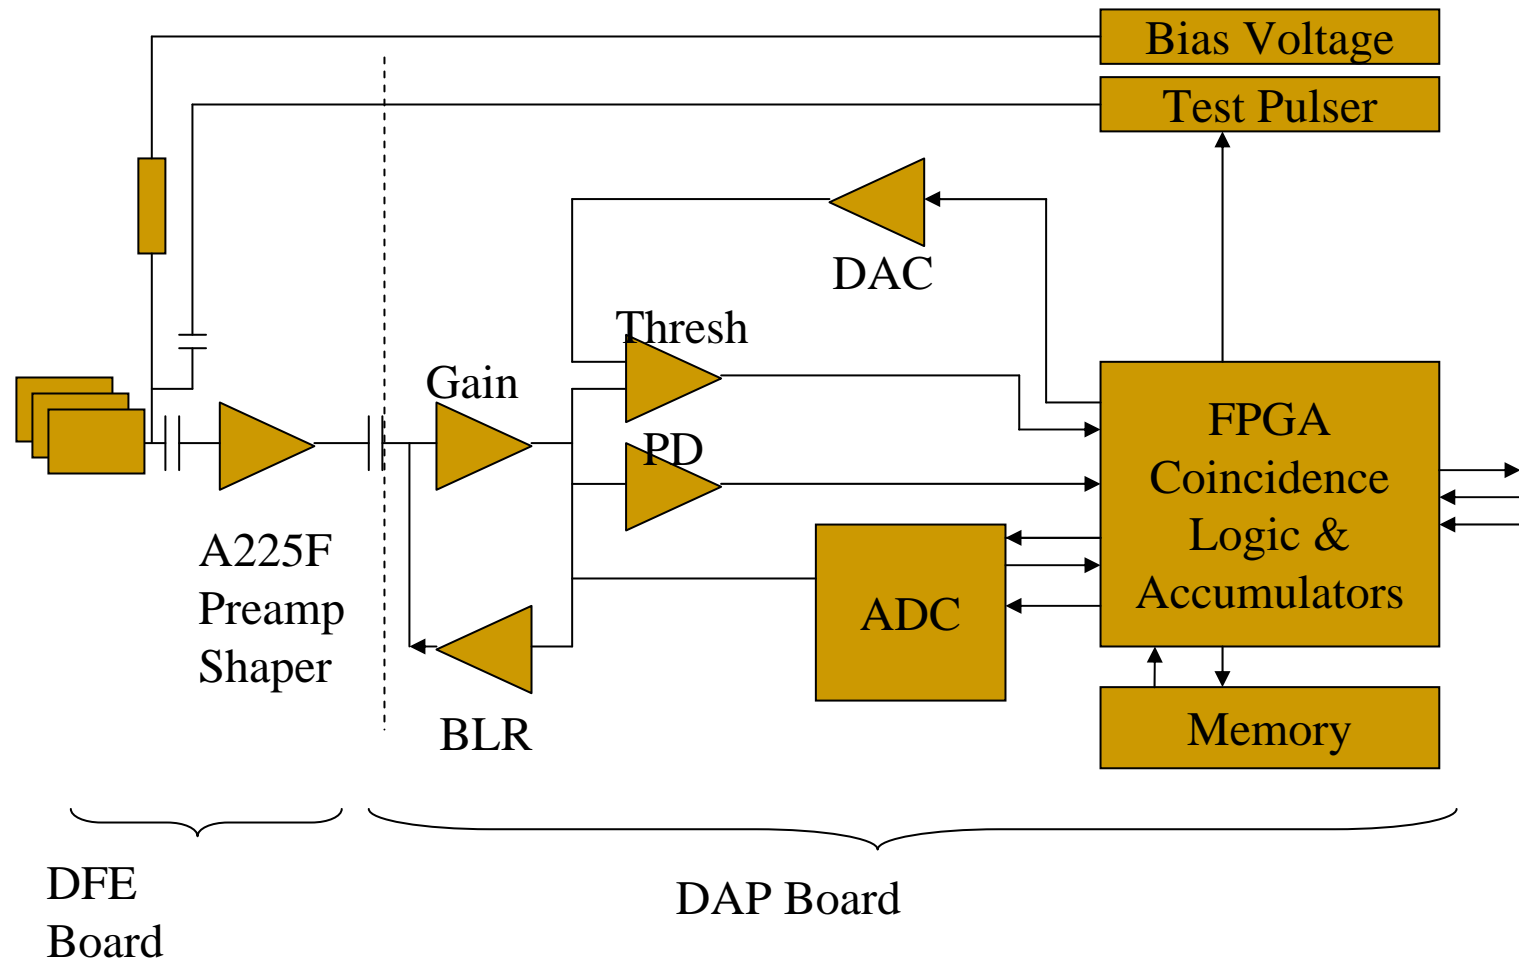 Bias Voltage
Test Pulser
DAC
Thresh
Gain
PD
FPGA
Coincidence
Logic &
Accumulators
A225F
Preamp
Shaper
ADC
BLR
Memory
DFE
Board
DAP Board